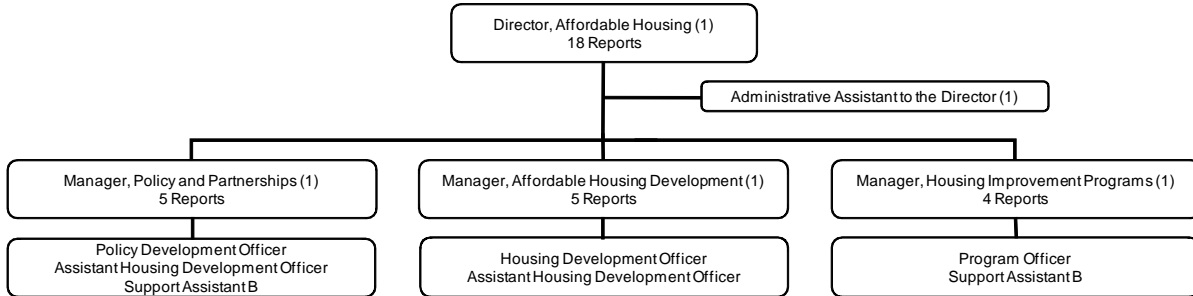 Director, Affordable Housing (1)
18 Reports
Administrative Assistant to the Director (1)
Manager, Policy and Partnerships (1)
5 Reports
Manager, Affordable Housing Development (1)
5 Reports
Manager, Housing Improvement Programs (1)
4 Reports
Policy Development Officer
Assistant Housing Development Officer
Support Assistant B
Housing Development Officer
Assistant Housing Development Officer
Program Officer
Support Assistant B